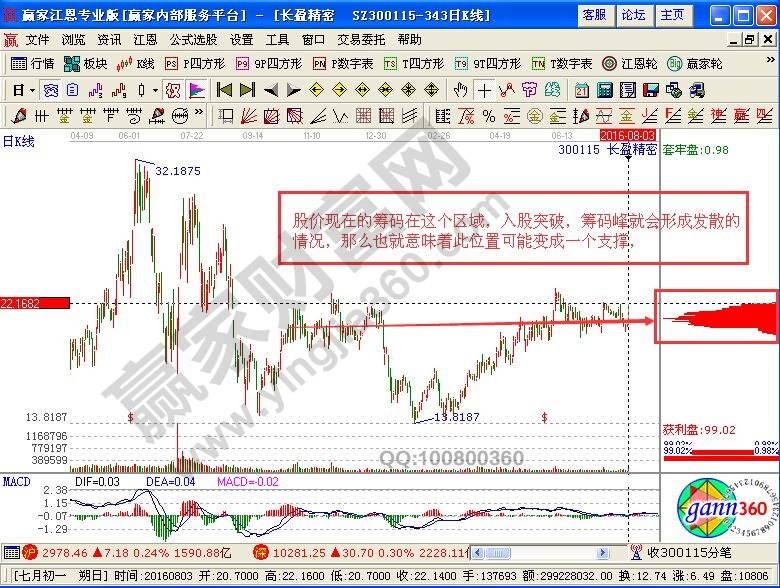 赢家江恩专业版[赢家内部服务平台] - [长盈精密 SZ300115-343日K线]
客服 论坛 主页
文件 浏览 资讯 江恩 公式选股 设置 工具 窗口 交易委托 帮助
行情 板块 K线 P四方形 9P四方形 P数字表 T四方形 9T四方形 T数字表 江恩轮 赢家轮
日
日K线
04-09 06-01 07-22 09-14 11-10 12-30 02-26 04-19 06-13 2016-08-03
300115 长盈精密
套牢盘:0.98
32.1875
股价现在的筹码在这个区域，入股突破，筹码峰就会形成发散的
情况，那么也就意味着此位置可能变成一个支撑,
22.1682
13.8187
$
13.8187
$
获利盘:99.02
1168796
779197
389599
99.02% 0.98%
99.02% 0.98%
赢家财富网
www.yingjia360.com
QQ:100800360
MACD DIF=0.03 DEA=0.04 MACD=-0.02
2.38
1.15
-0.07
-1.29
gann360
沪 2978.46 ▲7.18 0.24% 1590.88亿 深 10281.25 ▲30.70 0.30% 2228.11亿 收300115分笔
[七月初一 朔日] 时间:20160803 开:20.7000 高:22.1600 低:20.7000 收:22.1400 手:137693 额:299228032.00 换:12.74 涨:6.49 盘:10806